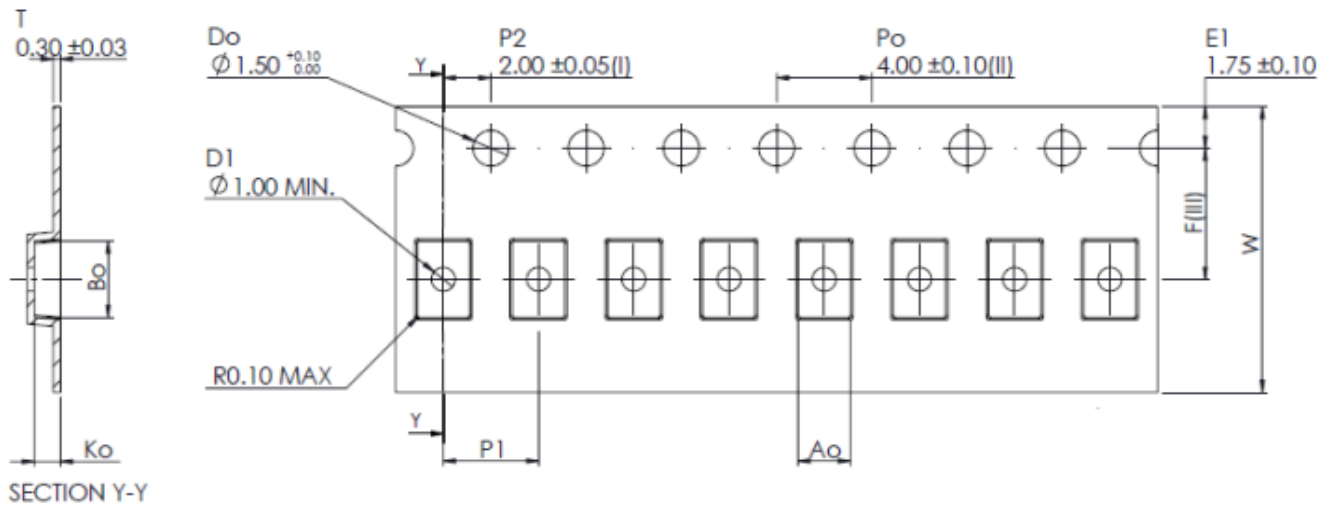 T
0.30 ±0.03
Do
Ø 1.50 +0.10 0.00
P2
2.00 ±0.05(I)
Po
4.00 ±0.10(II)
E1
1.75 ±0.10
Y
D1
Ø 1.00 MIN.
F(III)
W
Bo
R0.10 MAX
Y
Ko
P1
Ao
SECTION Y-Y